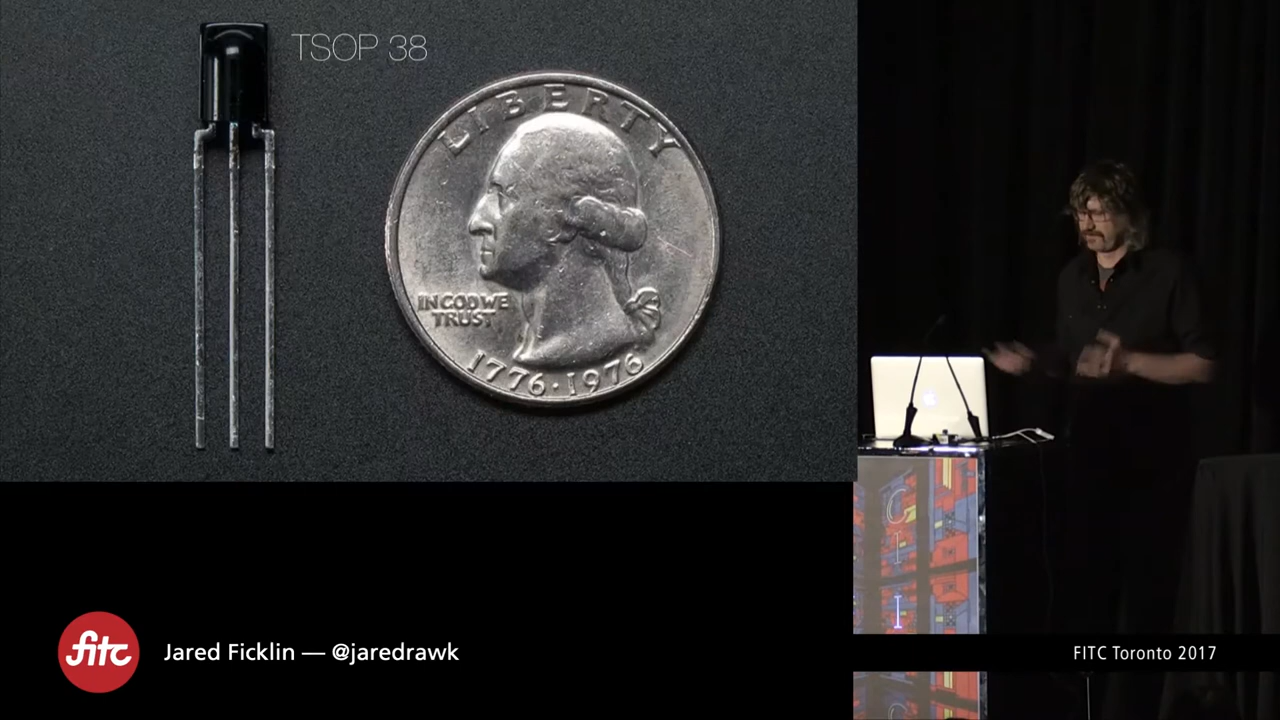 TSOP 38
LIBERTY
IN GOD WE
TRUST
1776·1976
fitc
Jared Ficklin — @jaredrawk
FITC Toronto 2017